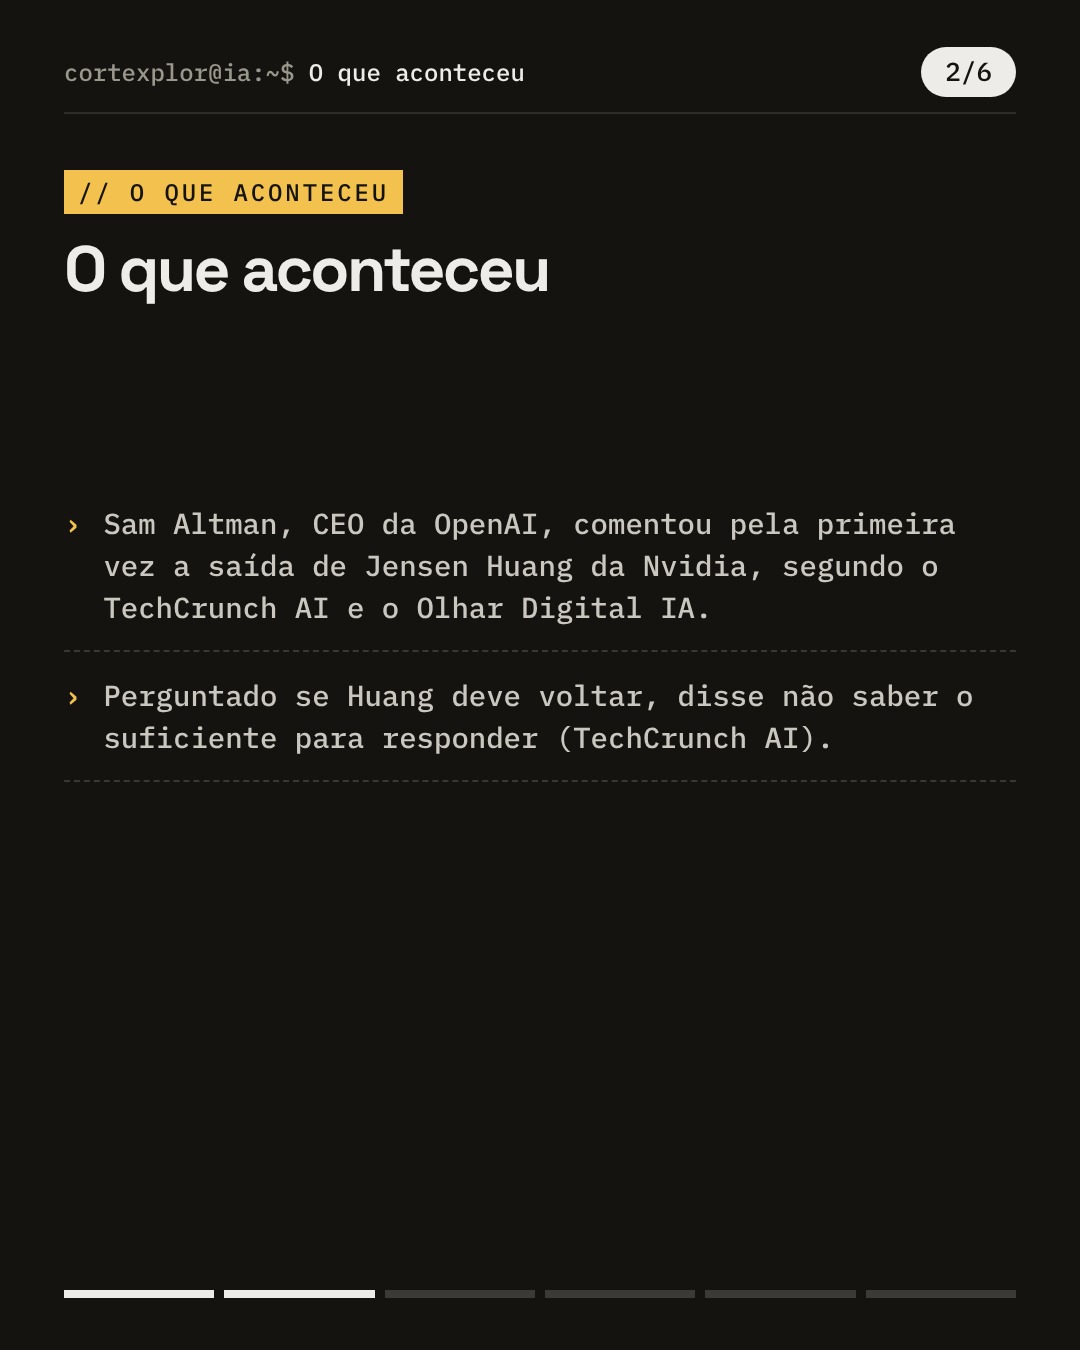 cortexplor@ia:~$ O que aconteceu
2/6
// O QUE ACONTECEU
O que aconteceu
› Sam Altman, CEO da OpenAI, comentou pela primeira
vez a saída de Jensen Huang da Nvidia, segundo o
TechCrunch AI e o Olhar Digital IA.
› Perguntado se Huang deve voltar, disse não saber o
suficiente para responder (TechCrunch AI).